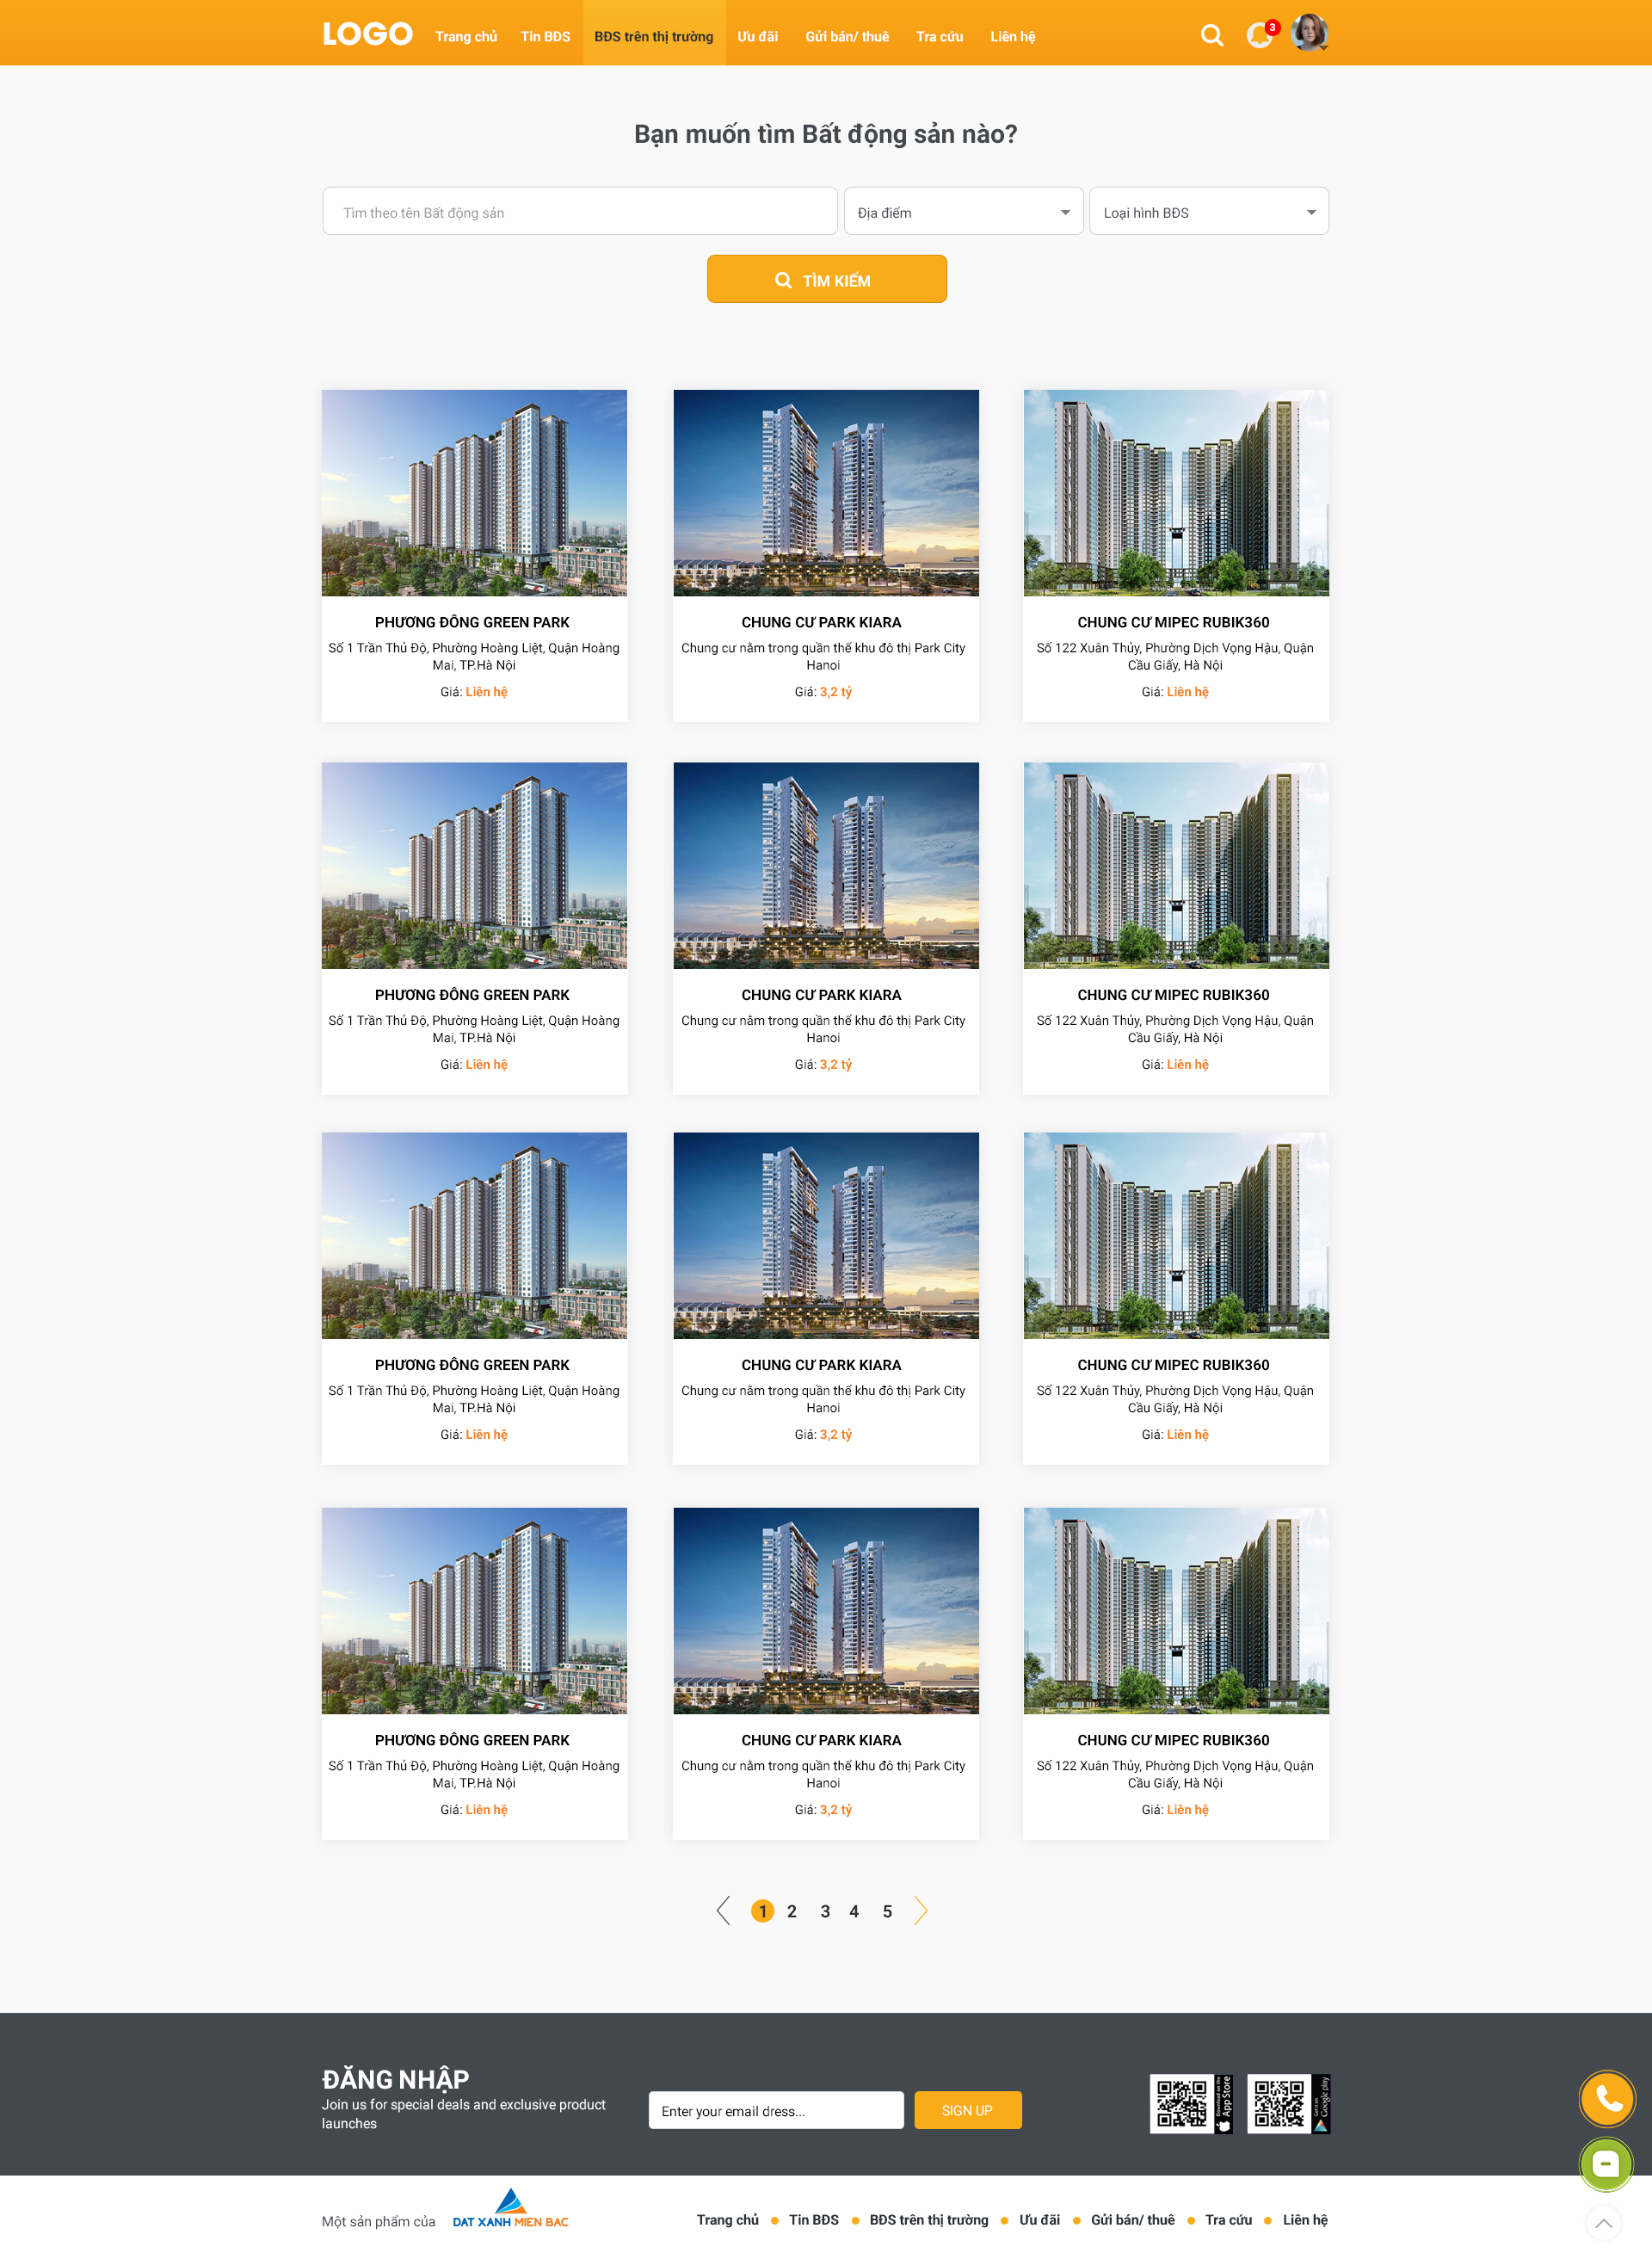 LOGO Trang chủ Tin BĐS BĐS trên thị trường Ưu đãi Gửi bán/ thuê Tra cứu Liên hệ 3
Bạn muốn tìm Bất động sản nào?
Tìm theo tên Bất động sản Địa điểm Loại hình BĐS
TÌM KIẾM
PHƯƠNG ĐÔNG GREEN PARK
Số 1 Trần Thủ Độ, Phường Hoàng Liệt, Quận Hoàng
Mai, TP.Hà Nội
Giá: Liên hệ
CHUNG CƯ PARK KIARA
Chung cư nằm trong quần thể khu đô thị Park City
Hanoi
Giá: 3,2 tỷ
CHUNG CƯ MIPEC RUBIK360
Số 122 Xuân Thủy, Phường Dịch Vọng Hậu, Quận
Cầu Giấy, Hà Nội
Giá: Liên hệ
PHƯƠNG ĐÔNG GREEN PARK
Số 1 Trần Thủ Độ, Phường Hoàng Liệt, Quận Hoàng
Mai, TP.Hà Nội
Giá: Liên hệ
CHUNG CƯ PARK KIARA
Chung cư nằm trong quần thể khu đô thị Park City
Hanoi
Giá: 3,2 tỷ
CHUNG CƯ MIPEC RUBIK360
Số 122 Xuân Thủy, Phường Dịch Vọng Hậu, Quận
Cầu Giấy, Hà Nội
Giá: Liên hệ
PHƯƠNG ĐÔNG GREEN PARK
Số 1 Trần Thủ Độ, Phường Hoàng Liệt, Quận Hoàng
Mai, TP.Hà Nội
Giá: Liên hệ
CHUNG CƯ PARK KIARA
Chung cư nằm trong quần thể khu đô thị Park City
Hanoi
Giá: 3,2 tỷ
CHUNG CƯ MIPEC RUBIK360
Số 122 Xuân Thủy, Phường Dịch Vọng Hậu, Quận
Cầu Giấy, Hà Nội
Giá: Liên hệ
PHƯƠNG ĐÔNG GREEN PARK
Số 1 Trần Thủ Độ, Phường Hoàng Liệt, Quận Hoàng
Mai, TP.Hà Nội
Giá: Liên hệ
CHUNG CƯ PARK KIARA
Chung cư nằm trong quần thể khu đô thị Park City
Hanoi
Giá: 3,2 tỷ
CHUNG CƯ MIPEC RUBIK360
Số 122 Xuân Thủy, Phường Dịch Vọng Hậu, Quận
Cầu Giấy, Hà Nội
Giá: Liên hệ
1 2 3 4 5
ĐĂNG NHẬP
Join us for special deals and exclusive product
launches
Enter your email dress...
SIGN UP
App Store
Google play
Một sản phẩm của
DAT XANH MIEN BAC
Trang chủ Tin BĐS BĐS trên thị trường Ưu đãi Gửi bán/ thuê Tra cứu Liên hệ